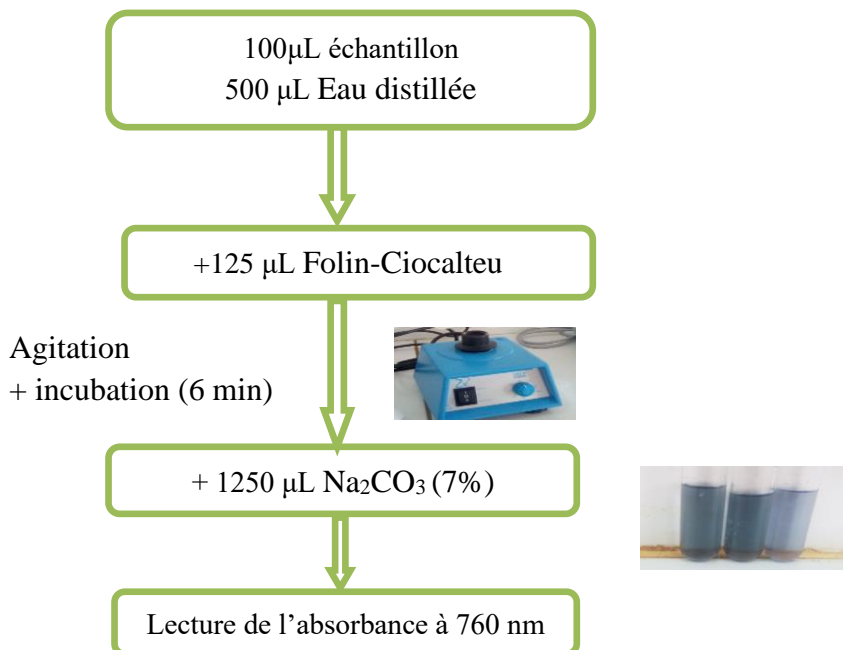 100μL échantillon
500 μL Eau distillée
+125 μL Folin-Ciocalteu
Agitation
+ incubation (6 min)
+ 1250 μL Na₂CO₃ (7%)
Lecture de l’absorbance à 760 nm